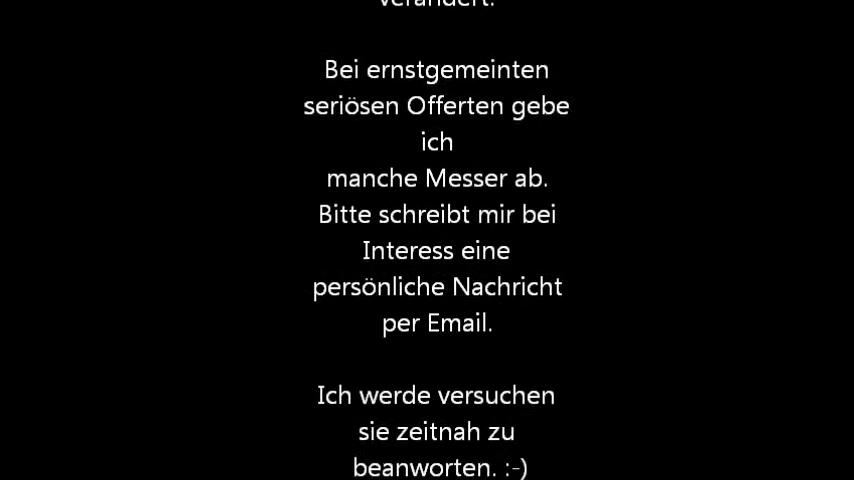 verändert.
Bei ernstgemeinten
seriösen Offerten gebe
ich
manche Messer ab.
Bitte schreibt mir bei
Interess eine
persönliche Nachricht
per Email.
Ich werde versuchen
sie zeitnah zu
beanworten. :-)